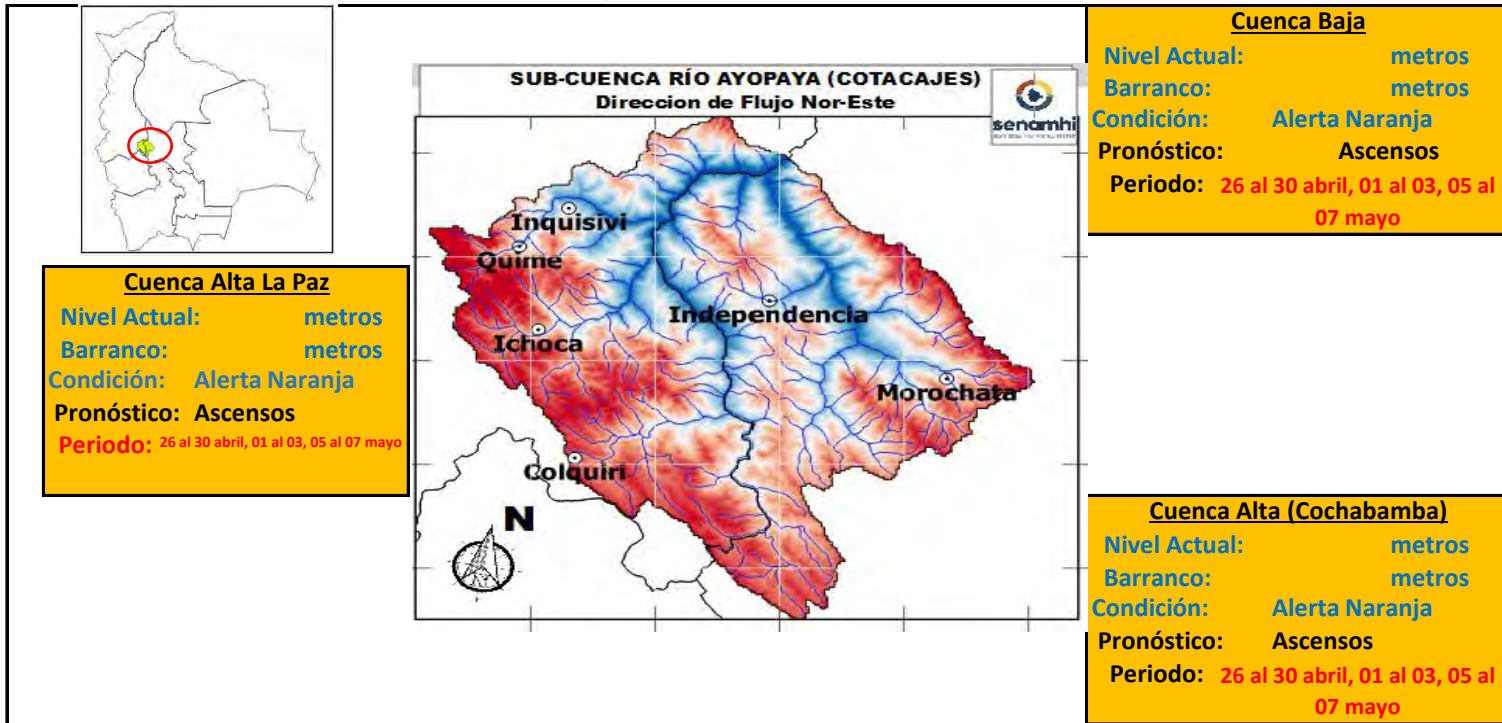 SUB-CUENCA RÍO AYOPAYA (COTACAJES)
Direccion de Flujo Nor-Este
senamhi
Inquisivi
Quime
Independencia
Ichoca
Morochata
Colquiri
N
Cuenca Alta La Paz
Nivel Actual: metros
Barranco: metros
Condición: Alerta Naranja
Pronóstico: Ascensos
Periodo: 26 al 30 abril, 01 al 03, 05 al 07 mayo
Cuenca Baja
Nivel Actual: metros
Barranco: metros
Condición: Alerta Naranja
Pronóstico: Ascensos
Periodo: 26 al 30 abril, 01 al 03, 05 al
07 mayo
Cuenca Alta (Cochabamba)
Nivel Actual: metros
Barranco: metros
Condición: Alerta Naranja
Pronóstico: Ascensos
Periodo: 26 al 30 abril, 01 al 03, 05 al
07 mayo